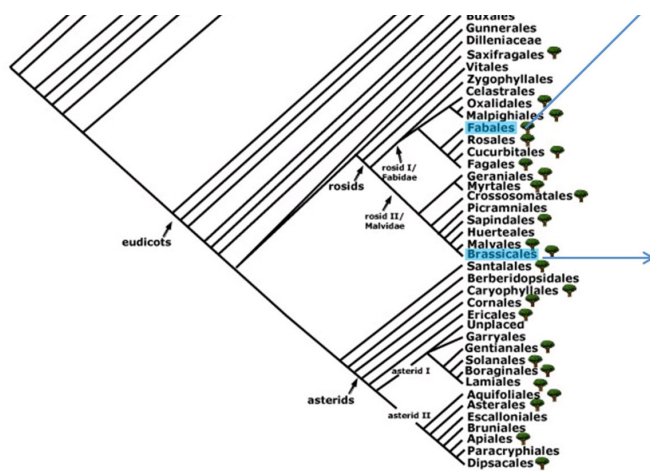 Buxales
Gunnerales
Dilleniaceae
Saxifragales
Vitales
Zygophyllales
Celastrales
Oxalidales
Malpighiales
Fabales
Rosales
Cucurbitales
Fagales
Geraniales
Myrtales
Crossosomatales
Picramniales
Sapindales
Huerteales
Malvales
Brassicales
Santalales
Berberidopsidales
Caryophyllales
Cornales
Ericales
Unplaced
Garryales
Gentianales
Solanales
Boraginales
Lamiales
Aquifoliales
Asterales
Escalloniales
Bruniales
Apiales
Paracryphiales
Dipsacales
rosid I/
Fabidae
rosids
rosid II/
Malvidae
eudicots
asterid I
asterids
asterid II